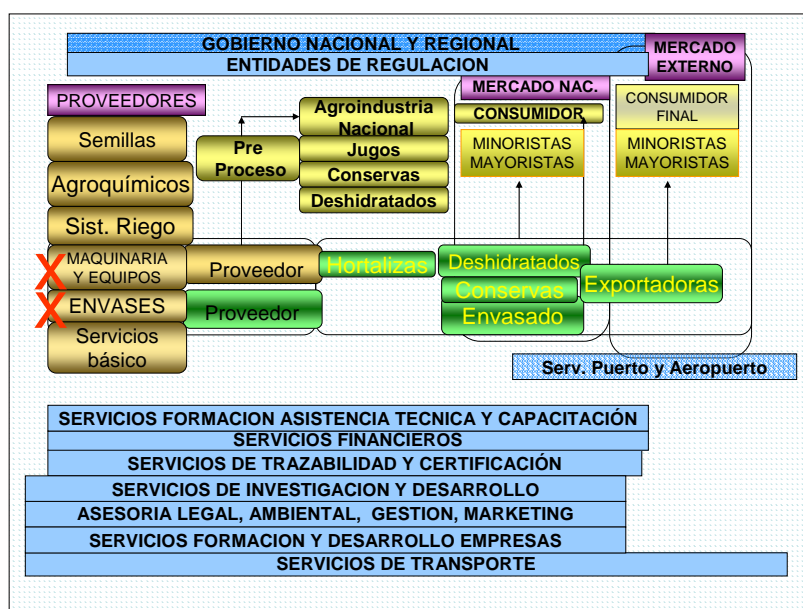 GOBIERNO NACIONAL Y REGIONAL
ENTIDADES DE REGULACION
MERCADO
EXTERNO
MERCADO NAC.
CONSUMIDOR
MINORISTAS
MAYORISTAS
CONSUMIDOR
FINAL
MINORISTAS
MAYORISTAS
PROVEEDORES
Semillas
Agroquímicos
Sist. Riego
MAQUINARIA
Y EQUIPOS
X
ENVASES
X
Servicios
básico
Pre
Proceso
Agroindustria
Nacional
Jugos
Conservas
Deshidratados
Proveedor
Proveedor
Hortalizas
Deshidratados
Conservas
Envasado
Exportadoras
Serv. Puerto y Aeropuerto
SERVICIOS FORMACION ASISTENCIA TECNICA Y CAPACITACIÓN
SERVICIOS FINANCIEROS
SERVICIOS DE TRAZABILIDAD Y CERTIFICACIÓN
SERVICIOS DE INVESTIGACION Y DESARROLLO
ASESORIA LEGAL, AMBIENTAL, GESTION, MARKETING
SERVICIOS FORMACION Y DESARROLLO EMPRESAS
SERVICIOS DE TRANSPORTE